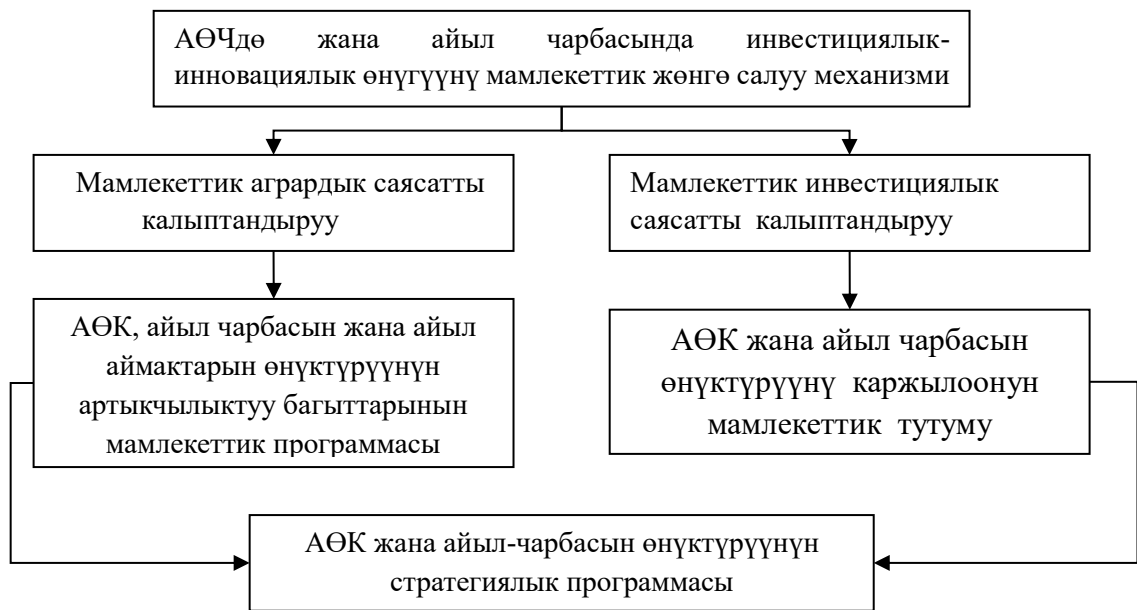 АӨЧдө жана айыл чарбасында инвестициялык-
инновациялык өнүгүүнү мамлекеттик жөнгө салуу механизми
Мамлекеттик агрардык саясатты
калыптандыруу
Мамлекеттик инвестициялык
саясатты калыптандыруу
АӨК, айыл чарбасын жана айыл
аймактарын өнүктүрүүнүн
артыкчылыктуу багыттарынын
мамлекеттик программасы
АӨК жана айыл чарбасын
өнүктүрүүнү каржылоонун
мамлекеттик тутуму
АӨК жана айыл-чарбасын өнүктүрүүнүн
стратегиялык программасы